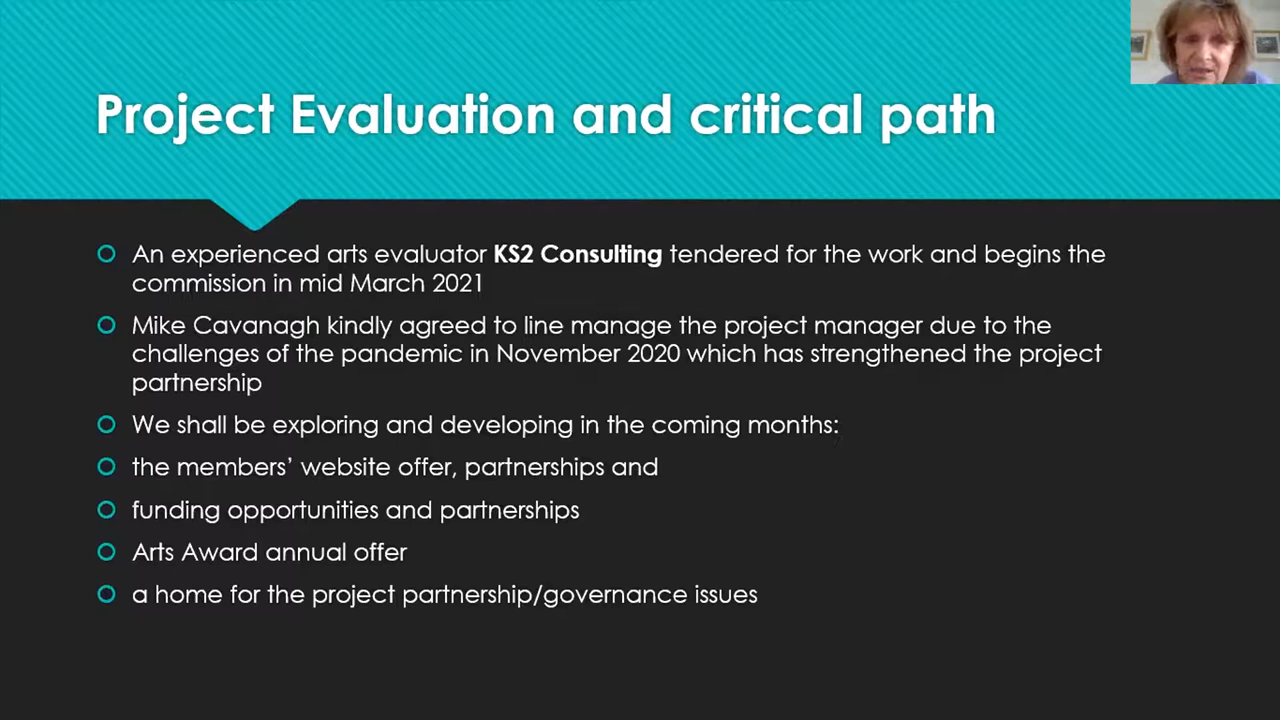 Project Evaluation and critical path
An experienced arts evaluator KS2 Consulting tendered for the work and begins the
commission in mid March 2021
Mike Cavanagh kindly agreed to line manage the project manager due to the
challenges of the pandemic in November 2020 which has strengthened the project
partnership
We shall be exploring and developing in the coming months:
the members’ website offer, partnerships and
funding opportunities and partnerships
Arts Award annual offer
a home for the project partnership/governance issues